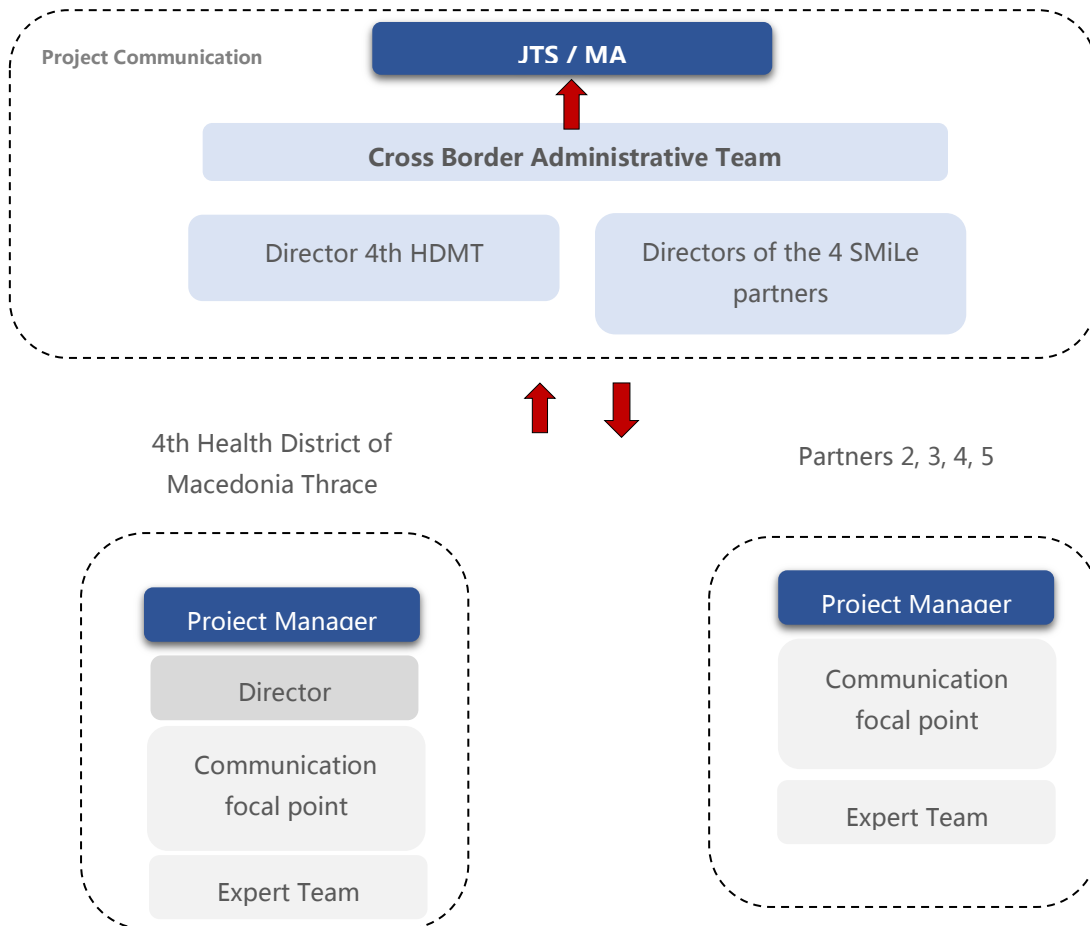 Project Communication
JTS / MA
Cross Border Administrative Team
Director 4th HDMT
Directors of the 4 SMiLe
partners
4th Health District of
Macedonia Thrace
Partners 2, 3, 4, 5
Project Manager
Director
Communication
focal point
Expert Team
Project Manager
Communication
focal point
Expert Team